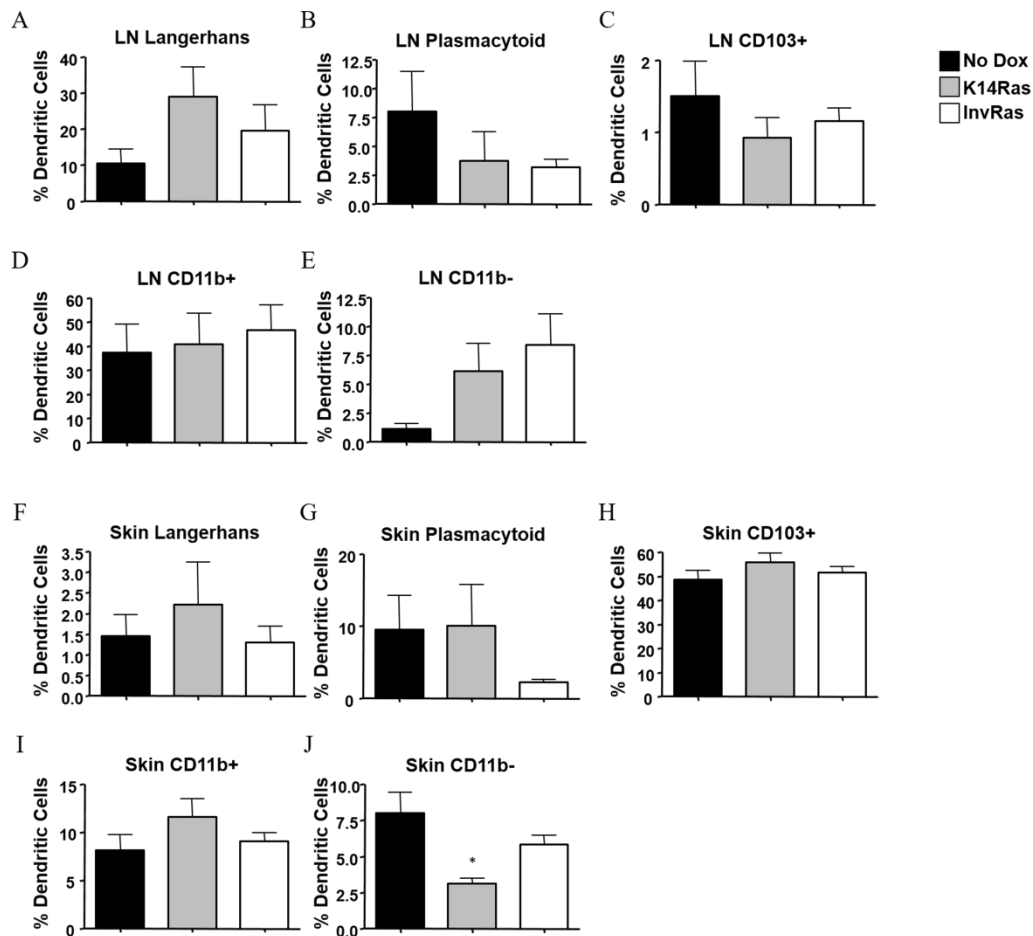 A
LN Langerhans
% Dendritic Cells
40
30
20
10
0
B
LN Plasmacytoid
% Dendritic Cells
12.5
10.0
7.5
5.0
2.5
0.0
C
LN CD103+
% Dendritic Cells
2
1
0
No Dox
K14Ras
InvRas
D
LN CD11b+
% Dendritic Cells
60
50
40
30
20
10
0
E
LN CD11b-
% Dendritic Cells
12.5
10.0
7.5
5.0
2.5
0.0
F
Skin Langerhans
% Dendritic Cells
3.5
3.0
2.5
2.0
1.5
1.0
0.5
0.0
G
Skin Plasmacytoid
% Dendritic Cells
20
10
0
H
Skin CD103+
% Dendritic Cells
60
50
40
30
20
10
0
I
Skin CD11b+
% Dendritic Cells
15
10
5
0
J
Skin CD11b-
% Dendritic Cells
10.0
7.5
5.0
2.5
0.0
*